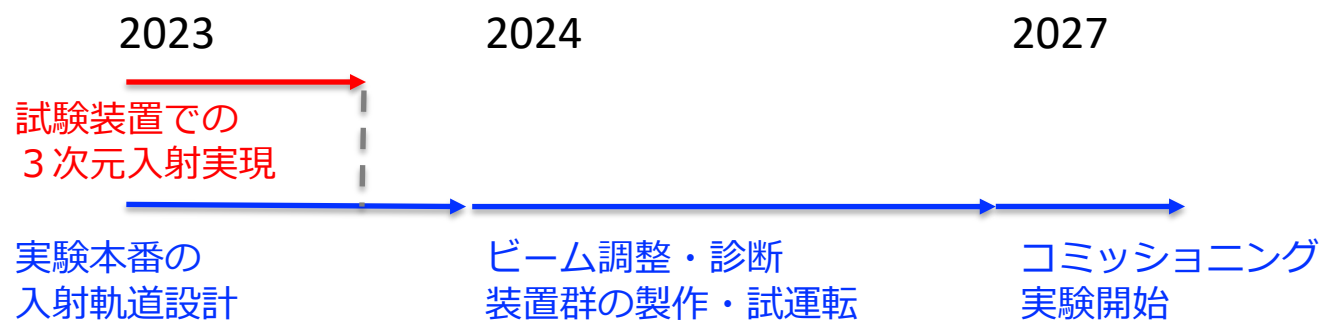 2023
2024
2027
試験装置での
３次元入射実現
実験本番の
入射軌道設計
ビーム調整・診断
装置群の製作・試運転
コミッショニング
実験開始